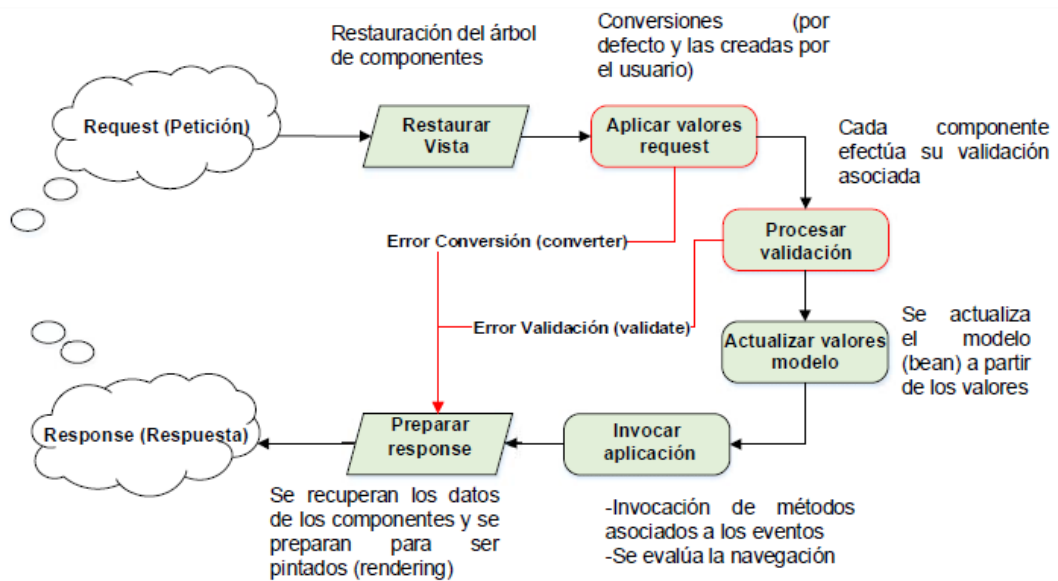 Restauración del árbol
de componentes
Conversiones (por
defecto y las creadas por
el usuario)
Request (Petición)
Restaurar
Vista
Aplicar valores
request
Cada componente
efectúa su validación
asociada
Error Conversión (converter)
Procesar
validación
Error Validación (validate)
Actualizar valores
modelo
Se actualiza
el modelo
(bean) a partir
de los valores
Response (Respuesta)
Preparar
response
Invocar
aplicación
Se recuperan los datos
de los componentes y se
preparan para ser
pintados (rendering)
-Invocación de métodos
asociados a los eventos
-Se evalúa la navegación